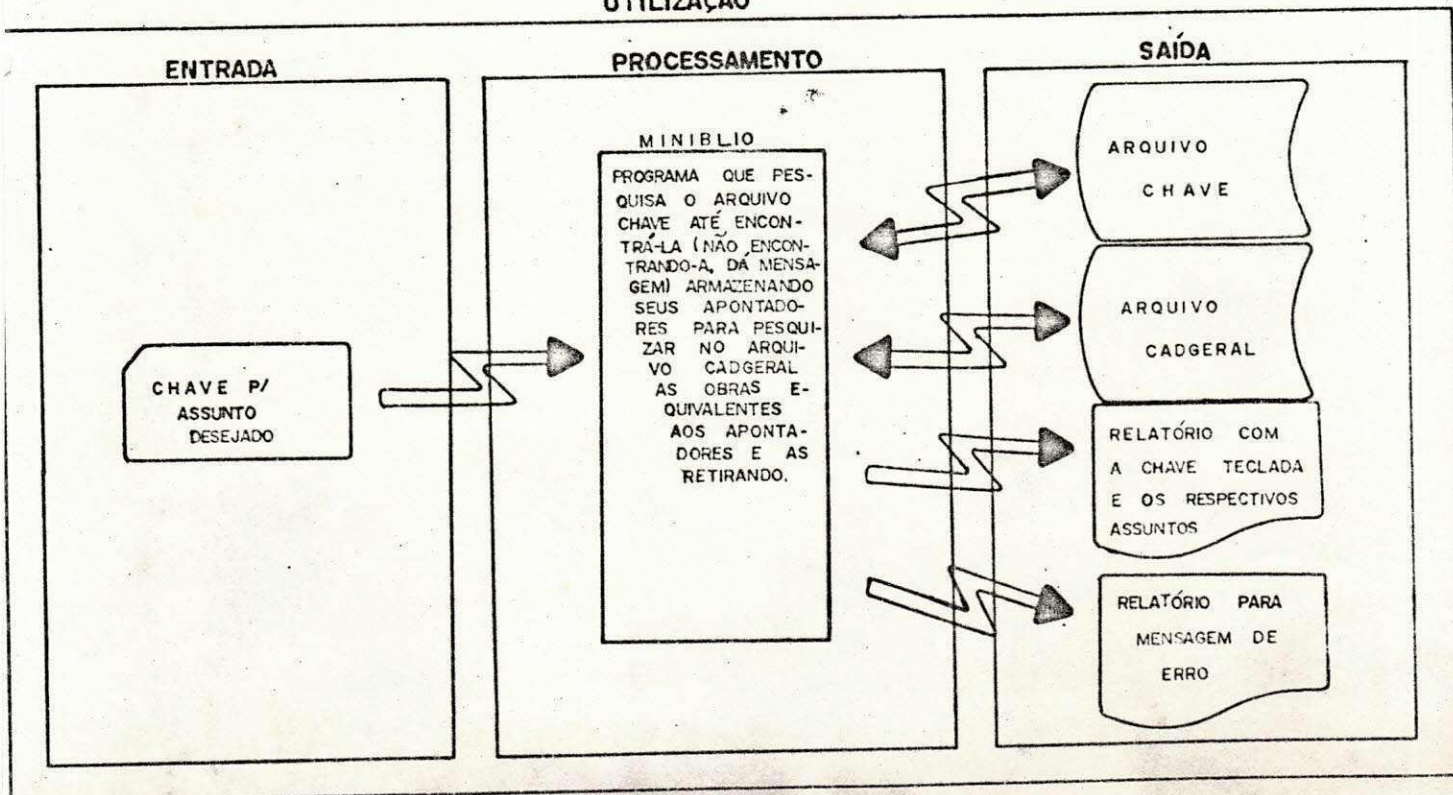 UTILIZAÇÃO
ENTRADA
CHAVE P/
ASSUNTO
DESEJADO
PROCESSAMENTO
MINIBLIO
PROGRAMA QUE PES-
QUISA O ARQUIVO
CHAVE ATÉ ENCON-
TRÁ-LA (NÃO ENCON-
TRANDO-A, DÁ MENSA-
GEM) ARMAZENANDO
SEUS APONTADO-
RES PARA PESQUI-
ZAR NO ARQUI-
VO CADGERAL
AS OBRAS E-
QUIVALENTES
AOS APONTA-
DORES E AS
RETIRANDO.
SAÍDA
ARQUIVO
CHAVE
ARQUIVO
CADGERAL
RELATÓRIO COM
A CHAVE TECLADA
E OS RESPECTIVOS
ASSUNTOS
RELATÓRIO PARA
MENSAGEM DE
ERRO